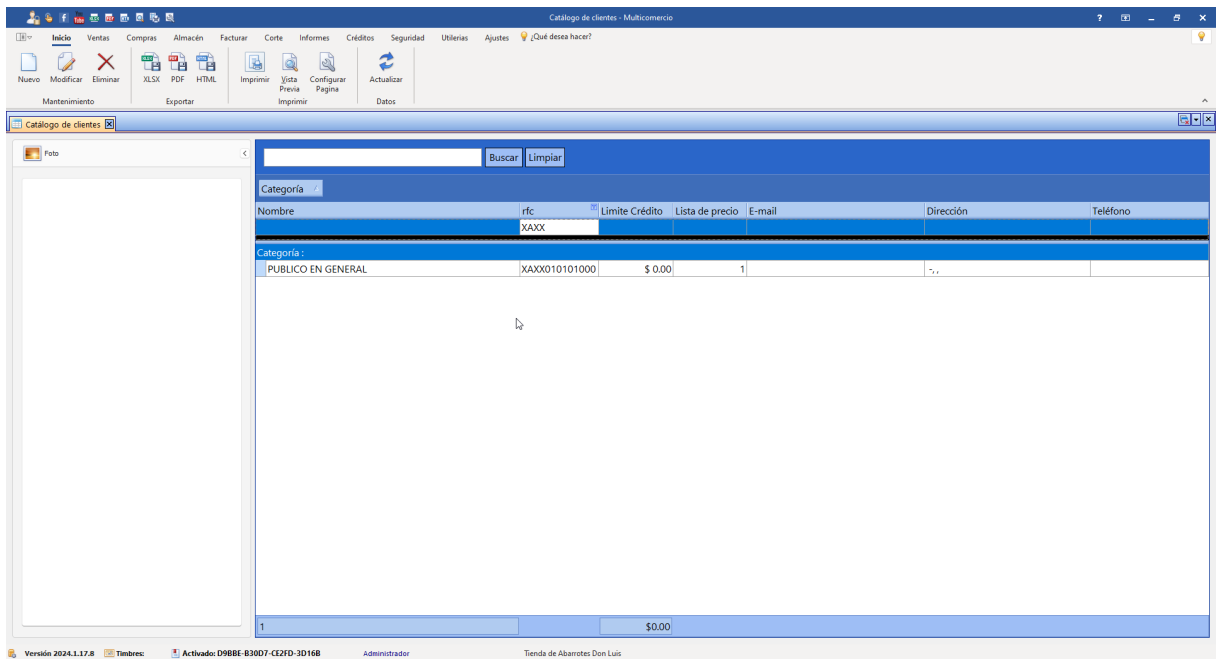 Catálogo de clientes - Multicomercio
Inicio Ventas Compras Almacén Facturar Corte Informes Créditos Seguridad Utilerias Ajustes ¿Qué desea hacer?
Nuevo Modificar Eliminar XLSX PDF HTML Imprimir Vista Previa Configurar Pagina Actualizar
Mantenimiento Exportar Imprimir Datos
Catálogo de clientes
Foto
Buscar Limpiar
Categoría
Nombre rfc Limite Crédito Lista de precio E-mail Dirección Teléfono
XAXX
Categoría :
PUBLICO EN GENERAL XAXX010101000 $ 0.00 1 -, ,
1 $0.00
Versión 2024.1.17.8 Timbres: Activado: D9BBE-B30D7-CE2FD-3D16B Administrador Tienda de Abarrotes Don Luis